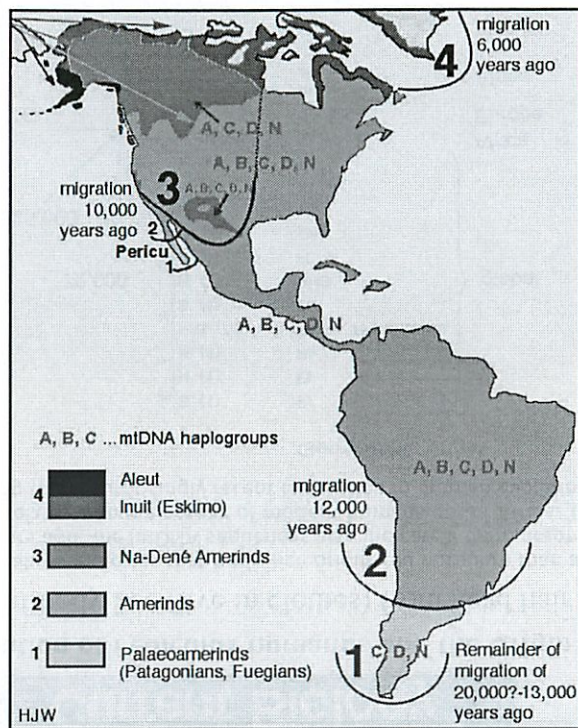 migration
6,000
years ago
4
A, C, D, N
A, B, C, D, N
3
A, B, C, D, N
migration
10,000
years ago
2
Pericu
1
A, B, C, D, N
A, B, C ...mtDNA haplogroups
4
Aleut
Inuit (Eskimo)
3
Na-Dené Amerinds
2
Amerinds
1
Palaeoamerinds
(Patagonians, Fuegians)
HJW
A, B, C, D, N
migration
12,000
years ago
2
1
C, D, N
Remainder of
migration of
20,000?-13,000
years ago